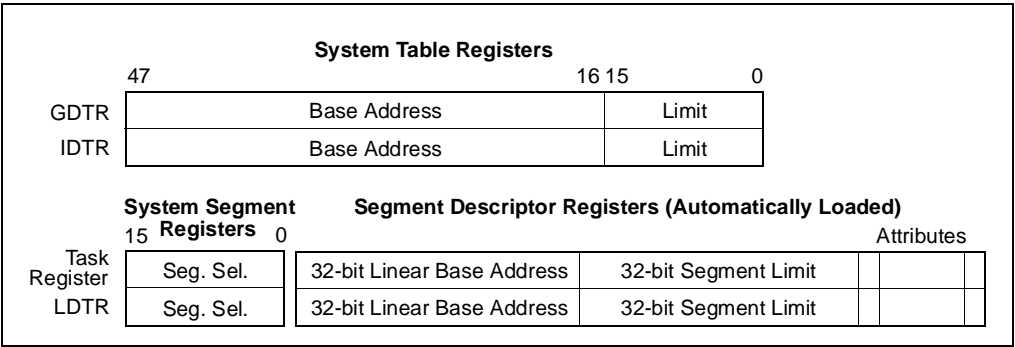 System Table Registers
47 16 15 0
GDTR Base Address Limit
IDTR Base Address Limit
System Segment Segment Descriptor Registers (Automatically Loaded)
15 Registers 0 Attributes
Task
Register Seg. Sel. 32-bit Linear Base Address 32-bit Segment Limit
LDTR Seg. Sel. 32-bit Linear Base Address 32-bit Segment Limit